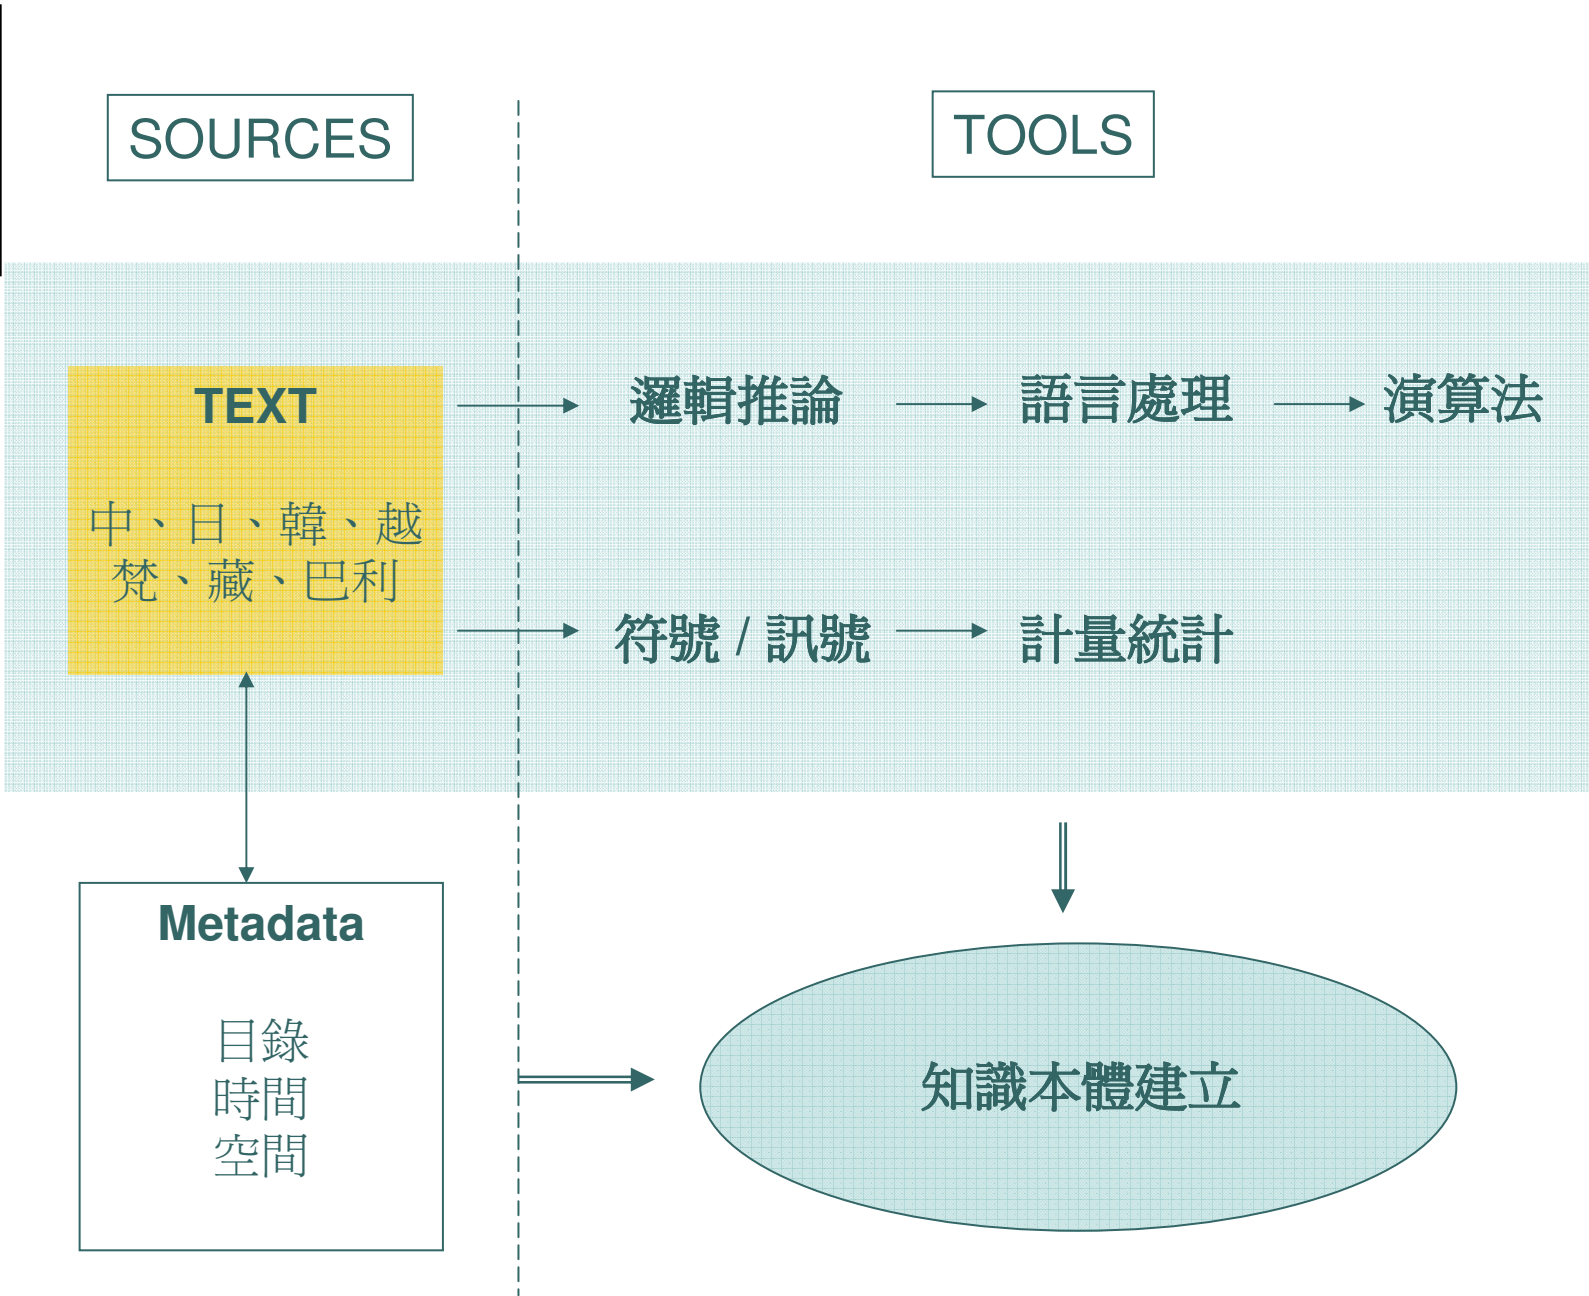 SOURCES
TOOLS
TEXT
中、日、韓、越
梵、藏、巴利
邏輯推論
語言處理
演算法
符號 / 訊號
計量統計
Metadata
目錄
時間
空間
知識本體建立